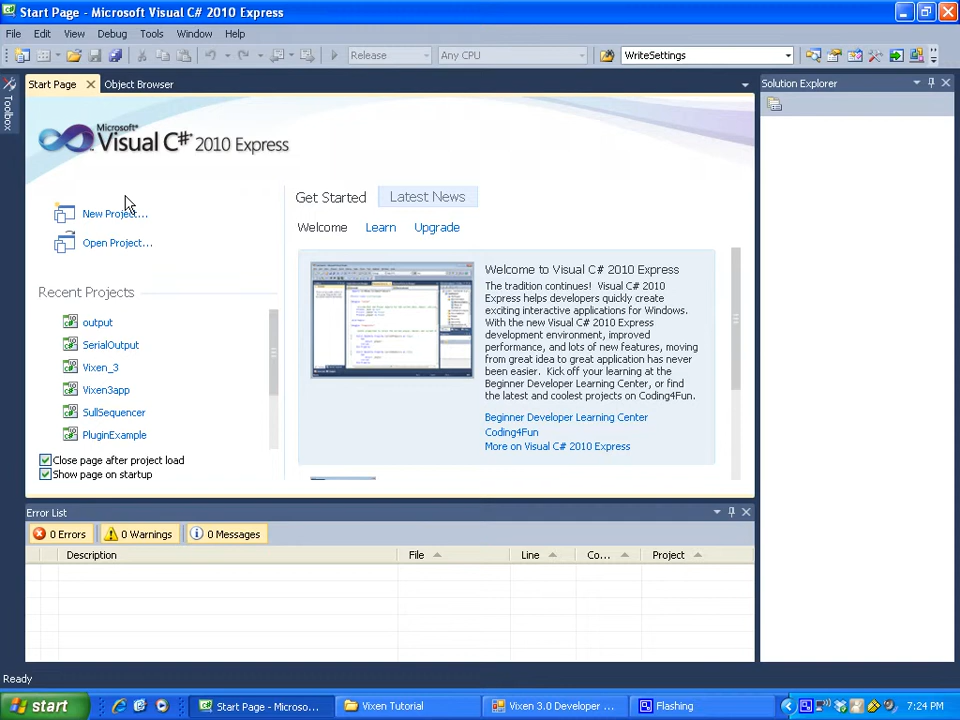 Start Page - Microsoft Visual C# 2010 Express
File Edit View Debug Tools Window Help
Release Any CPU WriteSettings
Toolbox
Start Page Object Browser
Solution Explorer
Microsoft®
Visual C#® 2010 Express
New Project...
Open Project...
Recent Projects
output
SerialOutput
Vixen_3
Vixen3app
SullSequencer
PluginExample
Close page after project load
Show page on startup
Get Started Latest News
Welcome Learn Upgrade
Welcome to Visual C# 2010 Express
The tradition continues! Visual C# 2010
Express helps developers quickly create
exciting interactive applications for Windows.
With the new Visual C# 2010 Express
development environment, improved
performance, and lots of new features, moving
from great idea to great application has never
been easier. Kick off your learning at the
Beginner Developer Learning Center, or find
the latest and coolest projects on Coding4Fun.
Beginner Developer Learning Center
Coding4Fun
More on Visual C# 2010 Express
Error List
0 Errors 0 Warnings 0 Messages
Description File Line Co... Project
Ready
start Start Page - Microso... Vixen Tutorial Vixen 3.0 Developer ... Flashing 7:24 PM